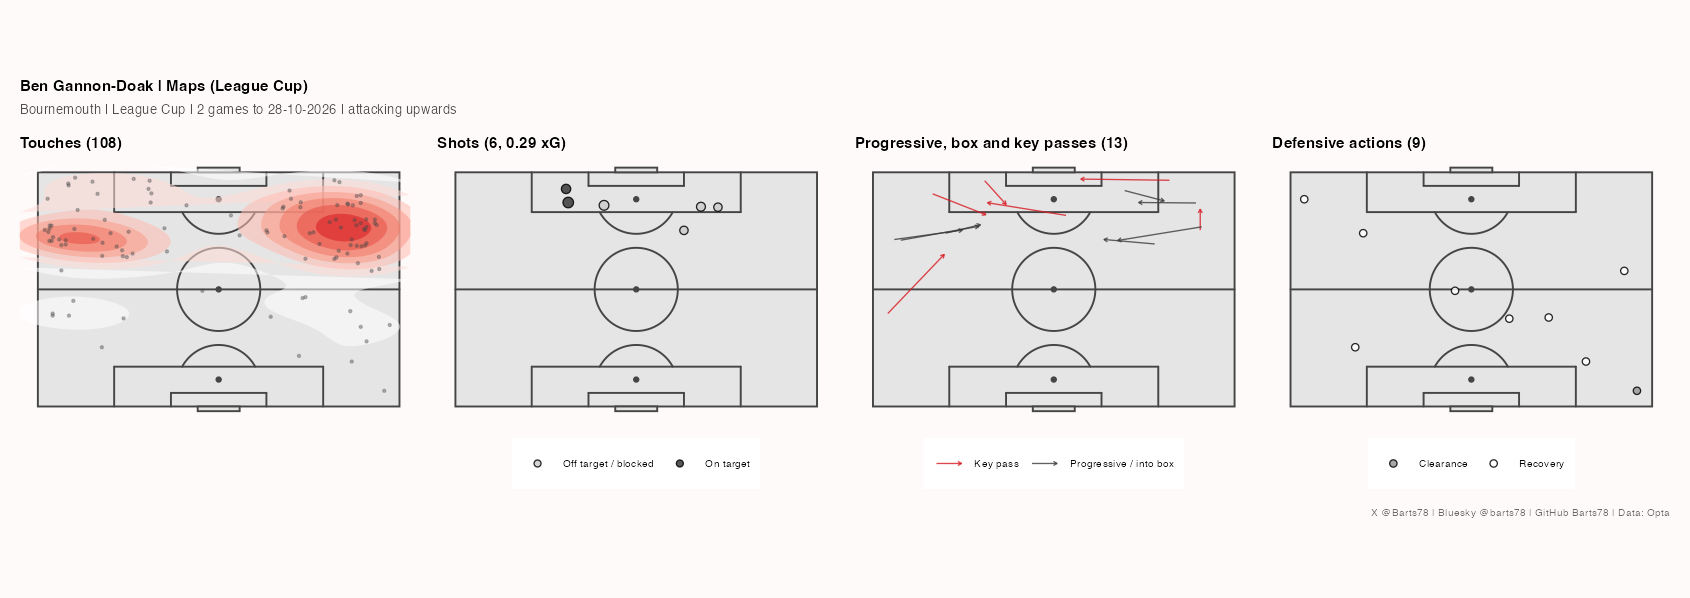 Ben Gannon-Doak | Maps (League Cup)
Bournemouth | League Cup | 2 games to 28-10-2026 | attacking upwards
Touches (108)
Shots (6, 0.29 xG)
Progressive, box and key passes (13)
Defensive actions (9)
Off target / blocked
On target
Key pass
Progressive / into box
Clearance
Recovery
X @Barts78 | Bluesky @barts78 | GitHub Barts78 | Data: Opta